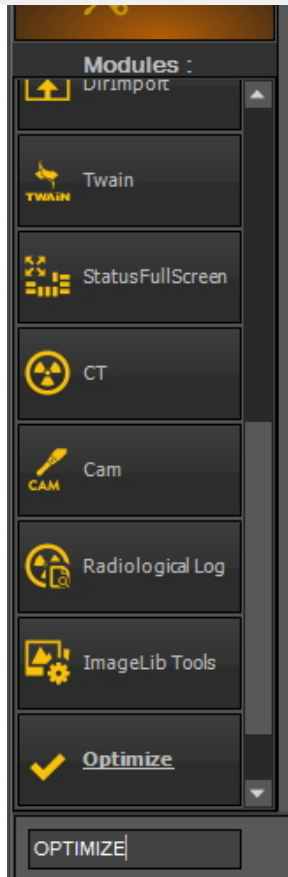 Modules :
DirImport
TWAIN
Twain
StatusFullScreen
CT
CAM
Cam
Radiological Log
ImageLib Tools
Optimize
OPTIMIZE